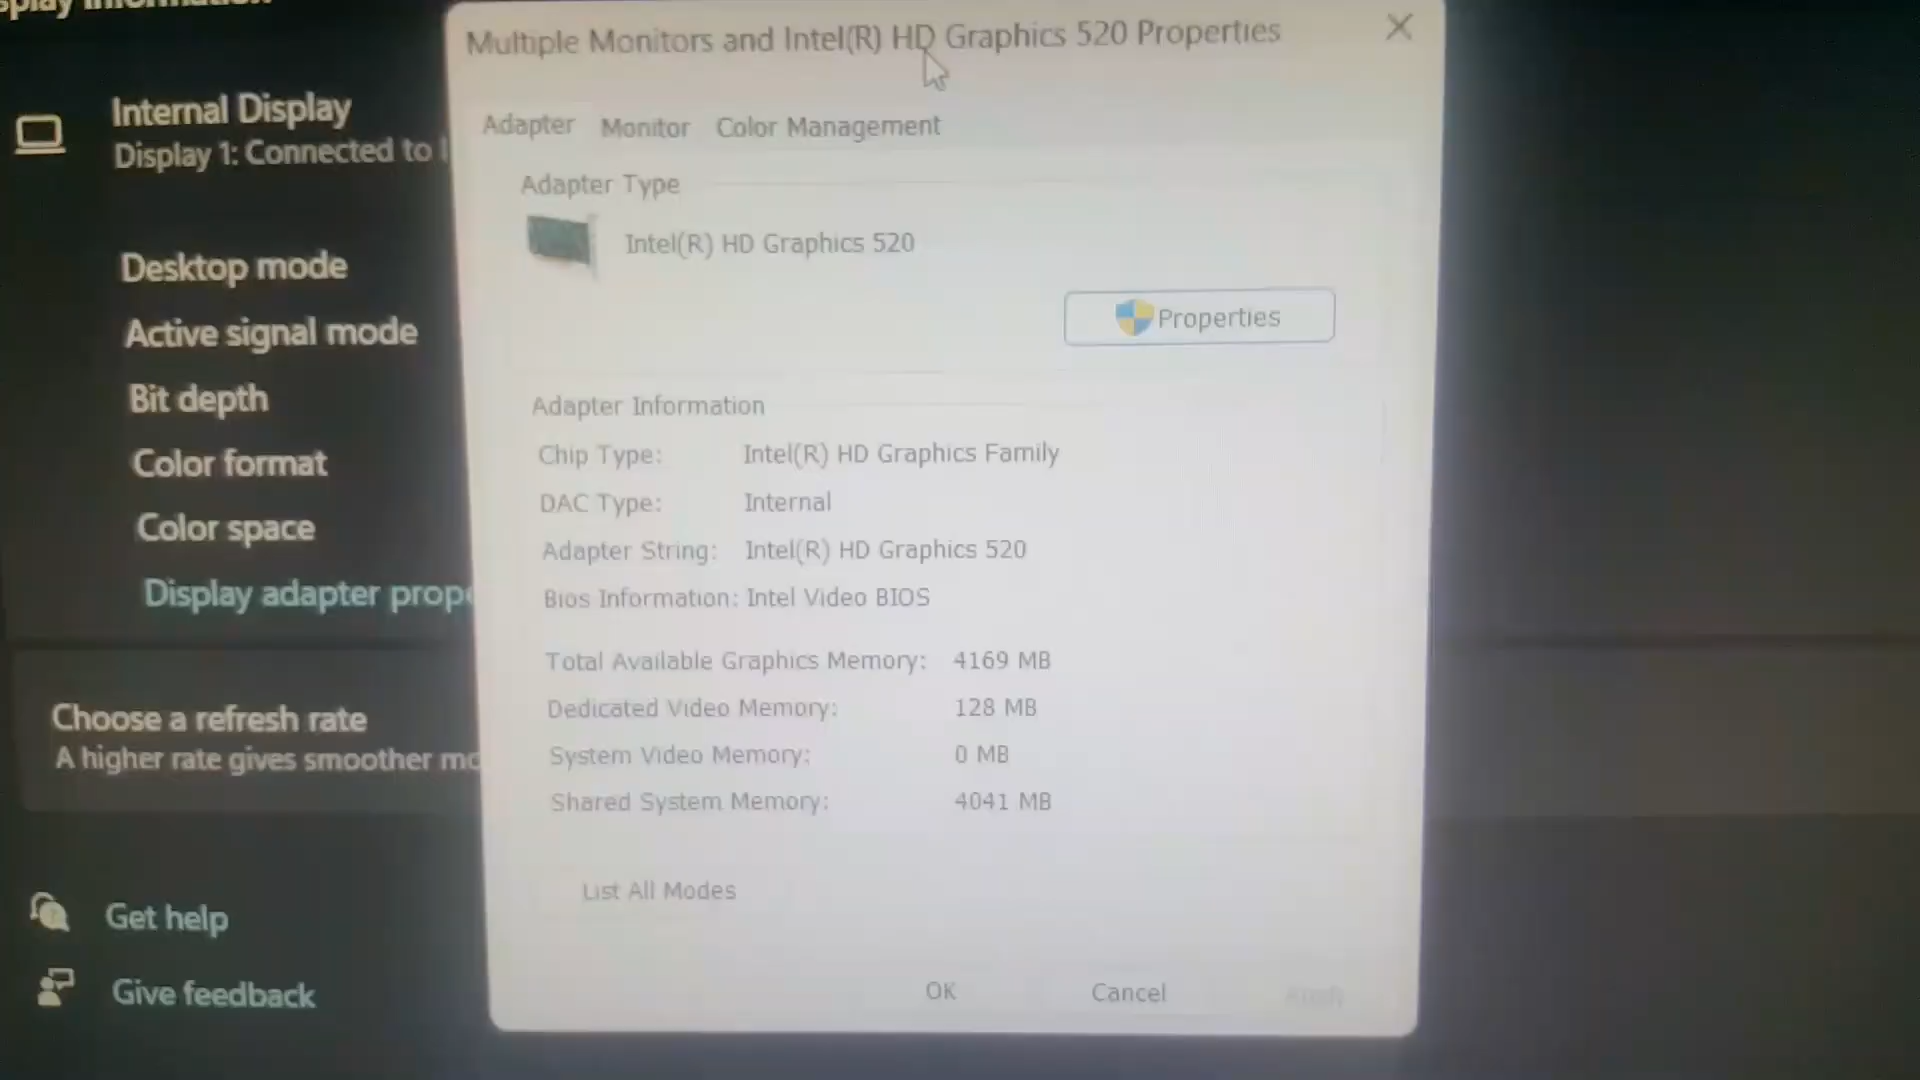 Multiple Monitors and Intel(R) HD Graphics 520 Properties
Internal Display
Display 1: Connected to
Desktop mode
Active signal mode
Bit depth
Color format
Color space
Display adapter prope
Choose a refresh rate
A higher rate gives smoother mo
Get help
Give feedback
Adapter Monitor Color Management
Adapter Type
Intel(R) HD Graphics 520
Properties
Adapter Information
Chip Type: Intel(R) HD Graphics Family
DAC Type: Internal
Adapter String: Intel(R) HD Graphics 520
Bios Information: Intel Video BIOS
Total Available Graphics Memory: 4169 MB
Dedicated Video Memory: 128 MB
System Video Memory: 0 MB
Shared System Memory: 4041 MB
List All Modes
OK Cancel